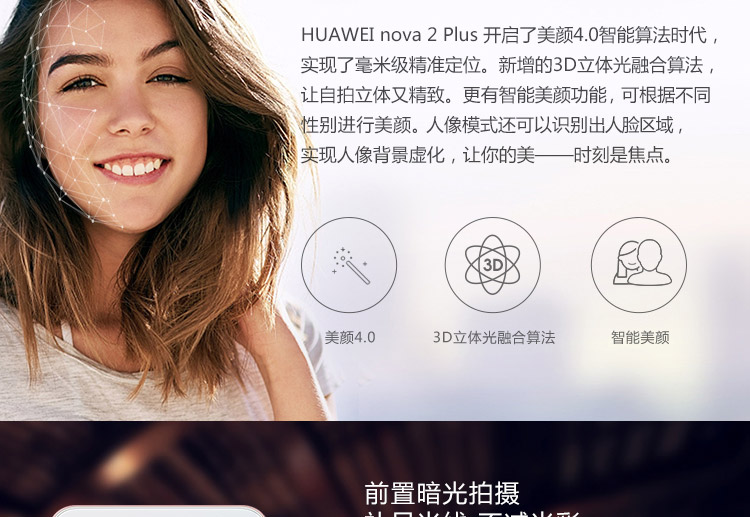 HUAWEI nova 2 Plus 开启了美颜4.0智能算法时代，
实现了毫米级精准定位。新增的3D立体光融合算法，
让自拍立体又精致。更有智能美颜功能，可根据不同
性别进行美颜。人像模式还可以识别出人脸区域，
实现人像背景虚化，让你的美——时刻是焦点。
3D
美颜4.0
3D立体光融合算法
智能美颜
前置暗光拍摄